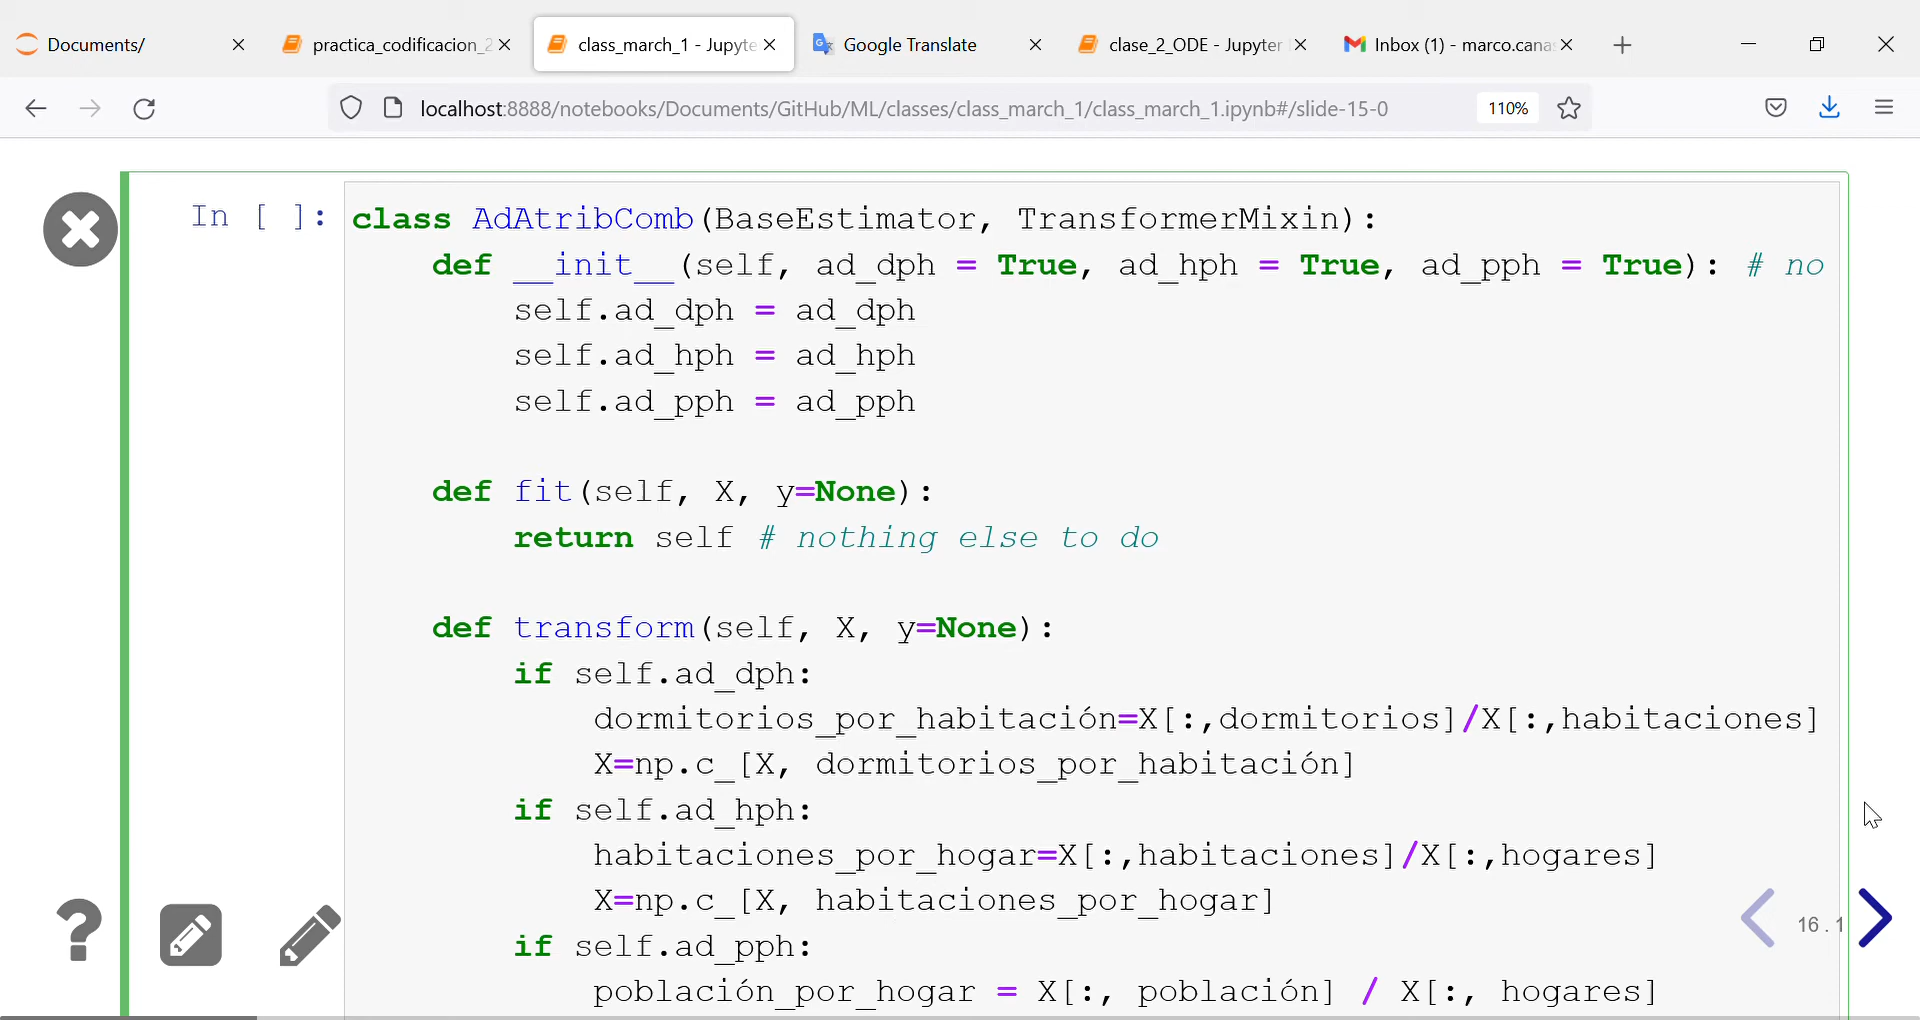 Documents/
practica_codificacion_2
class_march_1 - Jupyte
Google Translate
clase_2_ODE - Jupyter
Inbox (1) - marco.cana
localhost:8888/notebooks/Documents/GitHub/ML/classes/class_march_1/class_march_1.ipynb#/slide-15-0
110%
In [ ]:
class AdAtribComb(BaseEstimator, TransformerMixin):
    def __init__(self, ad_dph = True, ad_hph = True, ad_pph = True): # no
        self.ad_dph = ad_dph
        self.ad_hph = ad_hph
        self.ad_pph = ad_pph
    def fit(self, X, y=None):
        return self # nothing else to do
    def transform(self, X, y=None):
        if self.ad_dph:
            dormitorios_por_habitación=X[:,dormitorios]/X[:,habitaciones]
            X=np.c_[X, dormitorios_por_habitación]
        if self.ad_hph:
            habitaciones_por_hogar=X[:,habitaciones]/X[:,hogares]
            X=np.c_[X, habitaciones_por_hogar]
        if self.ad_pph:
            población_por_hogar = X[:, población] / X[:, hogares]
16.1